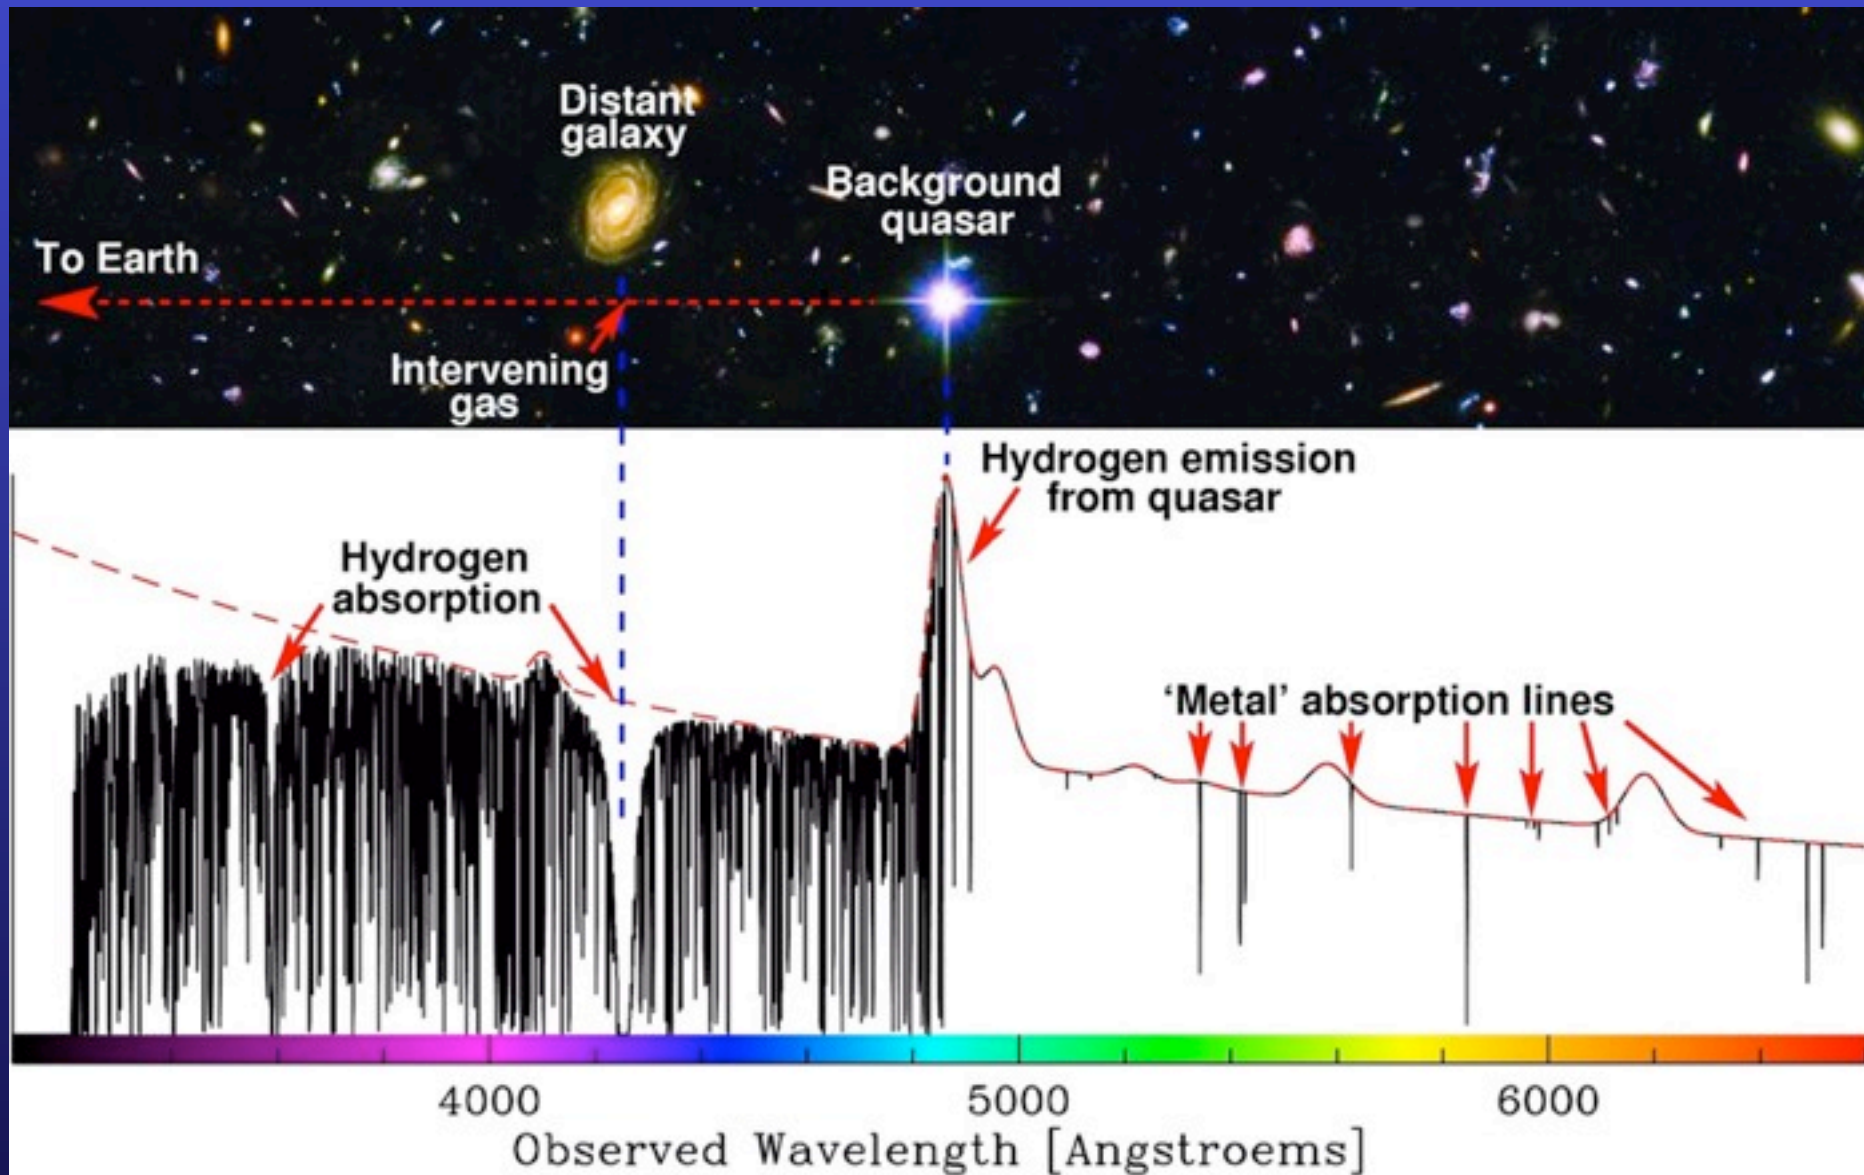 Distant
galaxy
Background
quasar
To Earth
Intervening
gas
Hydrogen emission
from quasar
Hydrogen
absorption
‘Metal’ absorption lines
4000 5000 6000
Observed Wavelength [Angstroems]